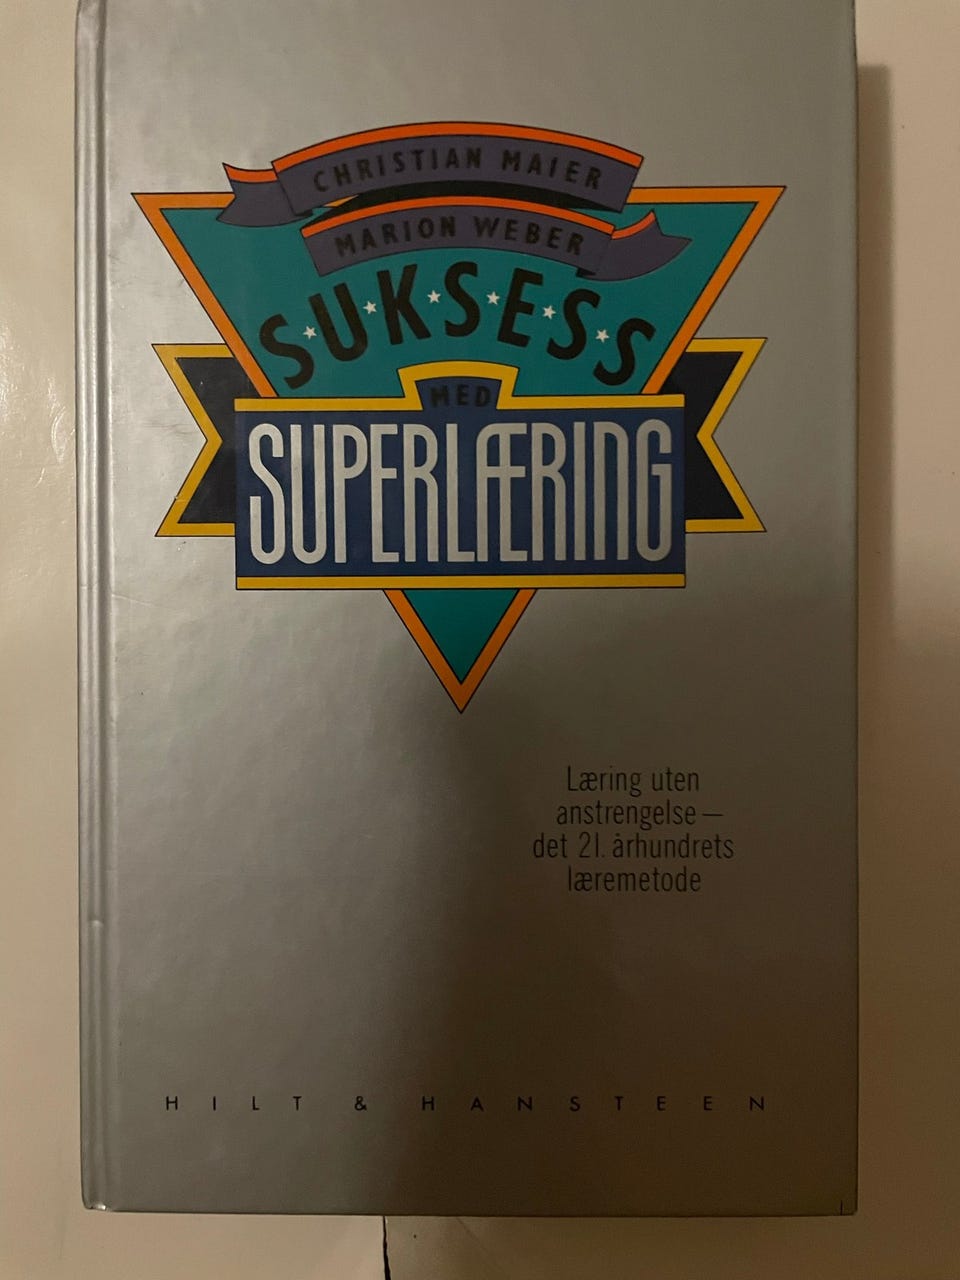 CHRISTIAN MAIER
MARION WEBER
SUKSESS
MED
SUPERLÆRING
Læring uten
anstrengelse –
det 21. århundrets
læremetode
HILT & HANSTEEN